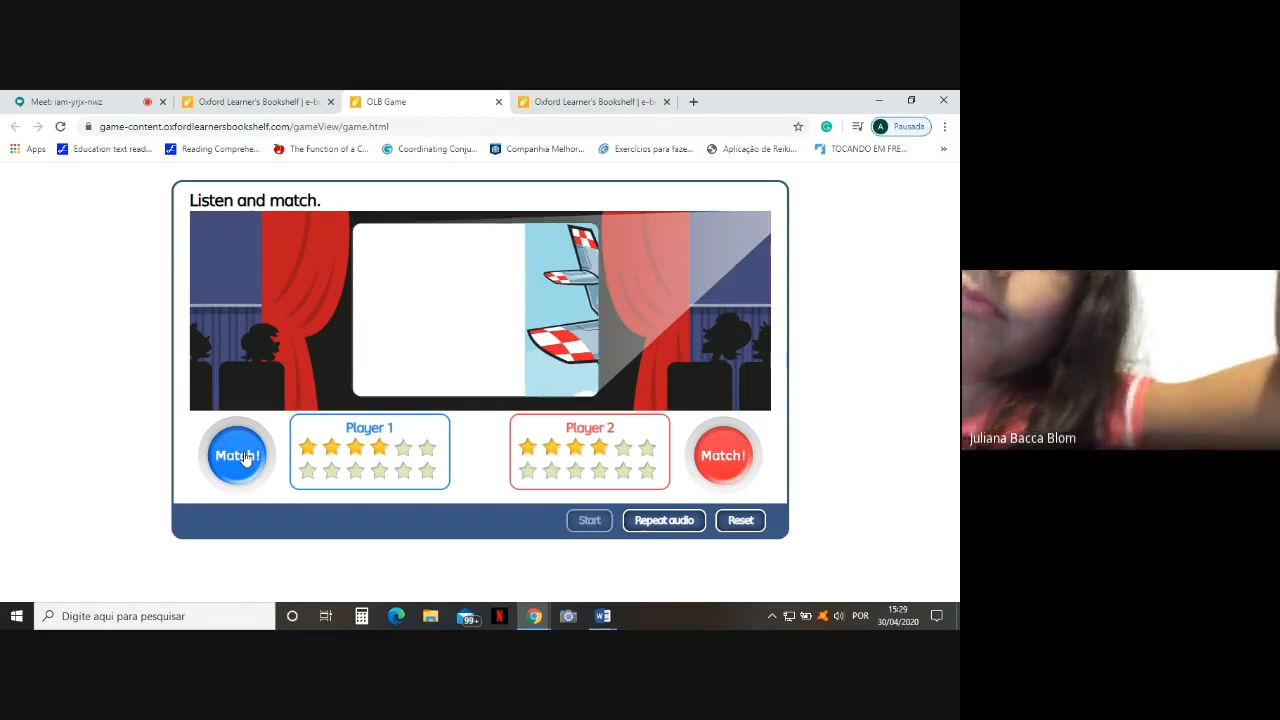 Meet: iam-yrjx-nwz
Oxford Learner's Bookshelf | e-b
OLB Game
Oxford Learner's Bookshelf | e-b
game-content.oxfordlearnersbookshelf.com/gameView/game.html
A Pausada
Apps
Education text read...
Reading Comprehe...
The Function of a C...
Coordinating Conju...
Companhia Melhor...
Exercícios para faze...
Aplicação de Reiki...
TOCANDO EM FRE...
Listen and match.
Match!
Player 1
Player 2
Match!
Start
Repeat audio
Reset
Juliana Bacca Blom
Digite aqui para pesquisar
99+
N
POR
15:29
30/04/2020